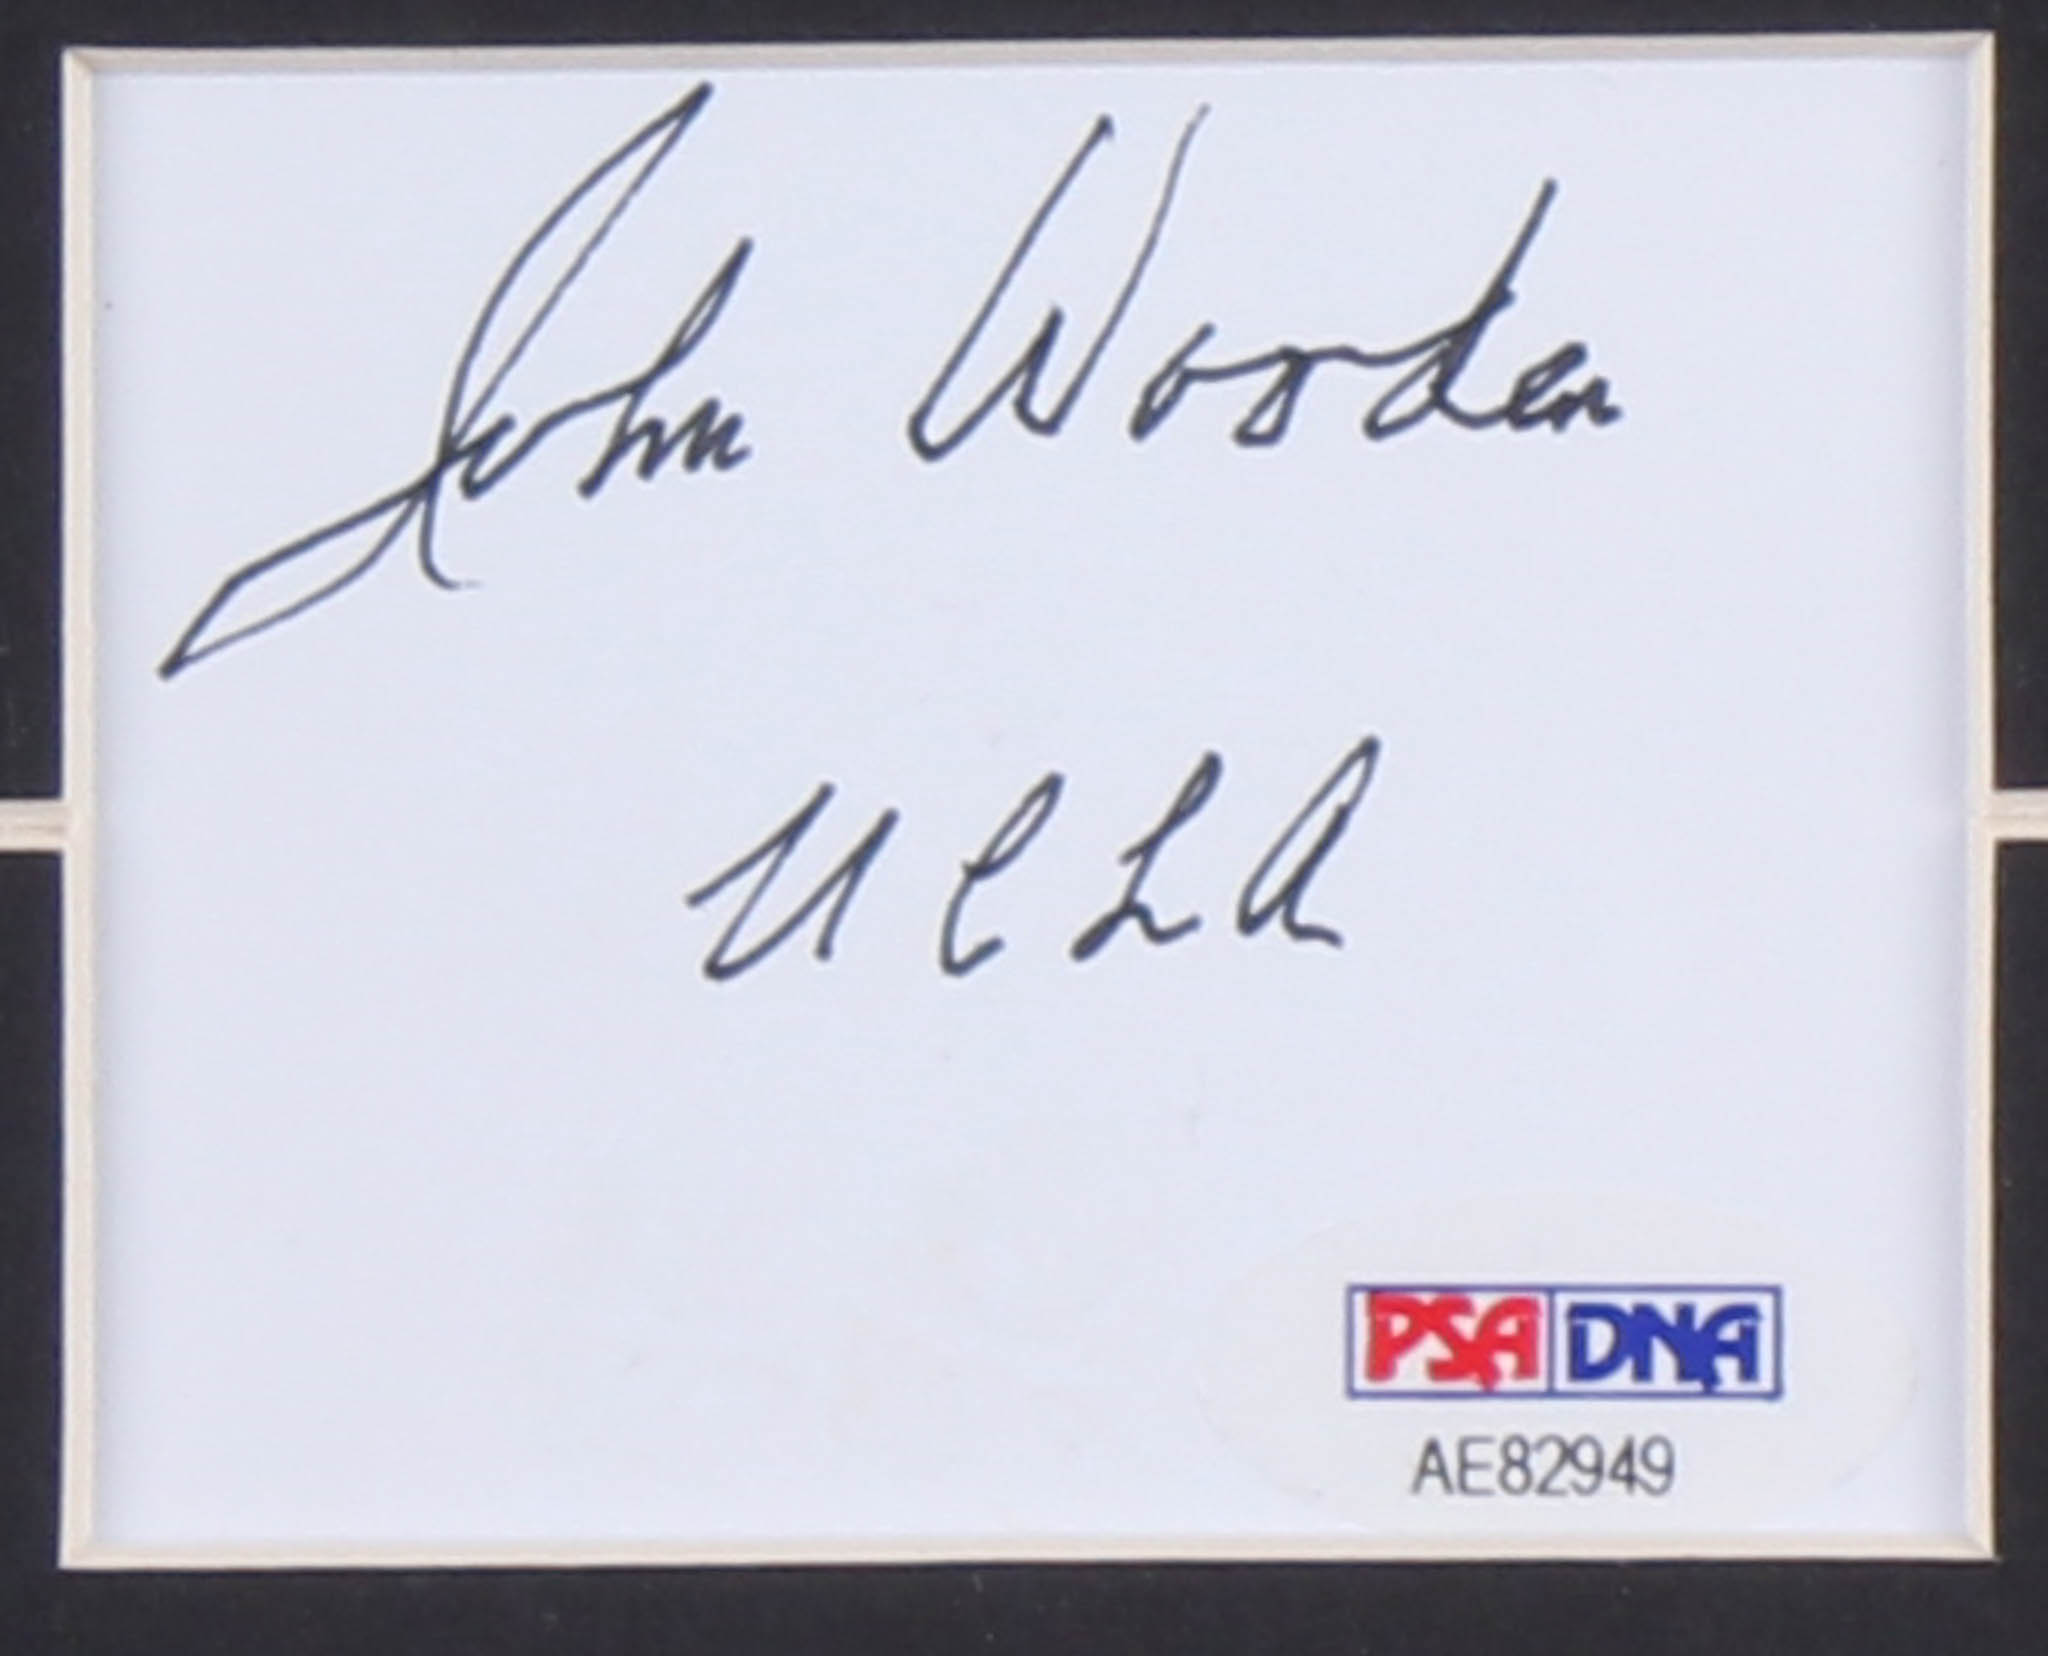 John Wooden
UCLA
PSA DNA
AE82949